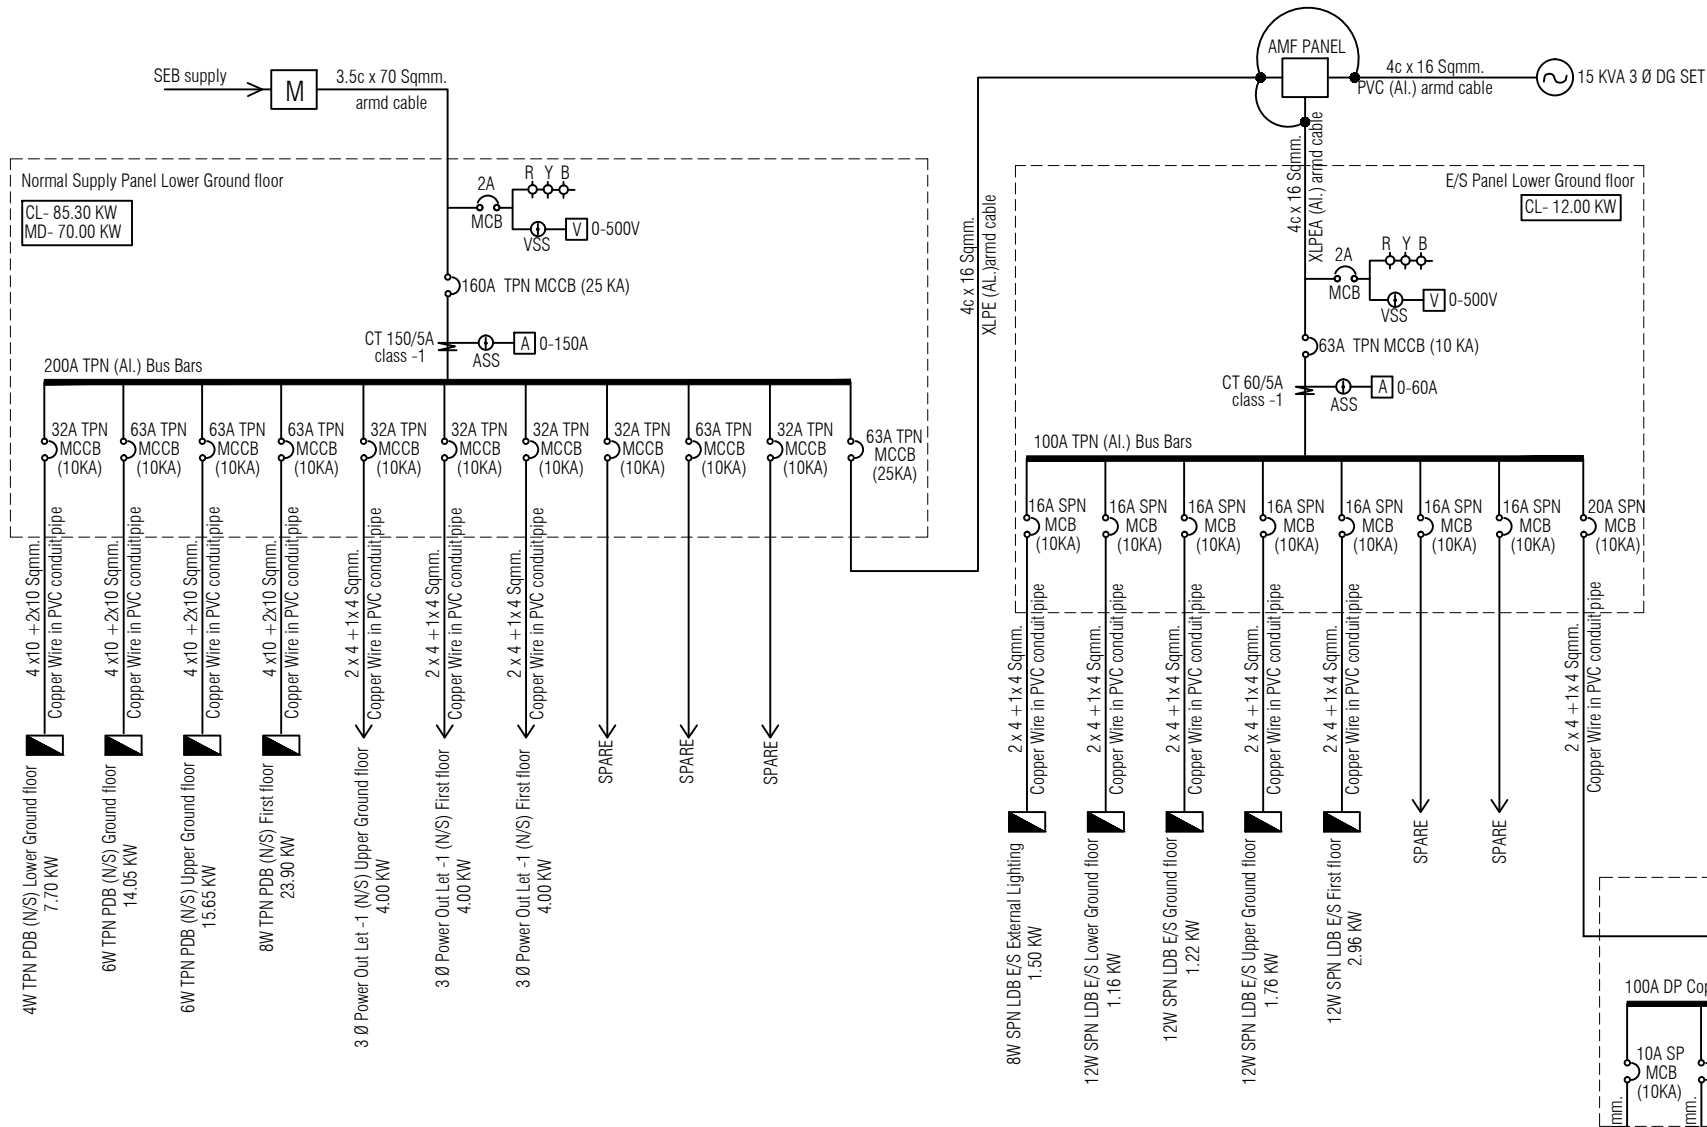 AMF PANEL
SEB supply
M
3.5c x 70 Sqmm.
armd cable
4c x 16 Sqmm.
PVC (Al.) armd cable
15 KVA 3 Ø DG SET
Normal Supply Panel Lower Ground floor
CL- 85.30 KW
MD- 70.00 KW
2A
MCB
R Y B
VSS
V
0-500V
160A TPN MCCB (25 KA)
CT 150/5A
class -1
ASS
A
0-150A
200A TPN (Al.) Bus Bars
32A TPN
MCCB
(10KA)
63A TPN
MCCB
(10KA)
63A TPN
MCCB
(10KA)
63A TPN
MCCB
(10KA)
32A TPN
MCCB
(10KA)
32A TPN
MCCB
(10KA)
32A TPN
MCCB
(10KA)
32A TPN
MCCB
(10KA)
63A TPN
MCCB
(10KA)
32A TPN
MCCB
(10KA)
63A TPN
MCCB
(25KA)
4 x10 +2x10 Sqmm.
Copper Wire in PVC conduit pipe
4 x10 +2x10 Sqmm.
Copper Wire in PVC conduit pipe
4 x10 +2x10 Sqmm.
Copper Wire in PVC conduit pipe
4 x10 +2x10 Sqmm.
Copper Wire in PVC conduit pipe
2 x 4 +1x 4 Sqmm.
Copper Wire in PVC conduit pipe
2 x 4 +1x 4 Sqmm.
Copper Wire in PVC conduit pipe
2 x 4 +1x 4 Sqmm.
Copper Wire in PVC conduit pipe
4W TPN PDB (N/S) Lower Ground floor
7.70 KW
6W TPN PDB (N/S) Ground floor
14.05 KW
6W TPN PDB (N/S) Upper Ground floor
15.65 KW
8W TPN PDB (N/S) First floor
23.90 KW
3 Ø Power Out Let -1 (N/S) Upper Ground floor
4.00 KW
3 Ø Power Out Let -1 (N/S) First floor
4.00 KW
3 Ø Power Out Let -1 (N/S) First floor
4.00 KW
SPARE
SPARE
SPARE
4c x 16 Sqmm.
XLPE (AL.)armd cable
4c x 16 Sqmm.
XLPEA (Al.) armd cable
E/S Panel Lower Ground floor
CL- 12.00 KW
2A
MCB
R Y B
VSS
V
0-500V
63A TPN MCCB (10 KA)
CT 60/5A
class -1
ASS
A
0-60A
100A TPN (Al.) Bus Bars
16A SPN
MCB
(10KA)
16A SPN
MCB
(10KA)
16A SPN
MCB
(10KA)
16A SPN
MCB
(10KA)
16A SPN
MCB
(10KA)
16A SPN
MCB
(10KA)
16A SPN
MCB
(10KA)
20A SPN
MCB
(10KA)
2 x 4 +1x 4 Sqmm.
Copper Wire in PVC conduit pipe
2 x 4 +1x 4 Sqmm.
Copper Wire in PVC conduit pipe
2 x 4 +1x 4 Sqmm.
Copper Wire in PVC conduit pipe
2 x 4 +1x 4 Sqmm.
Copper Wire in PVC conduit pipe
2 x 4 +1x 4 Sqmm.
Copper Wire in PVC conduit pipe
2 x 4 +1x 4 Sqmm.
Copper Wire in PVC conduit pipe
8W SPN LDB E/S External Lighting
1.50 KW
12W SPN LDB E/S Lower Ground floor
1.16 KW
12W SPN LDB E/S Ground floor
1.22 KW
12W SPN LDB E/S Upper Ground floor
1.76 KW
12W SPN LDB E/S First floor
2.96 KW
SPARE
SPARE
100A DP Cop
10A SP
MCB
(10KA)
mm.
mm.